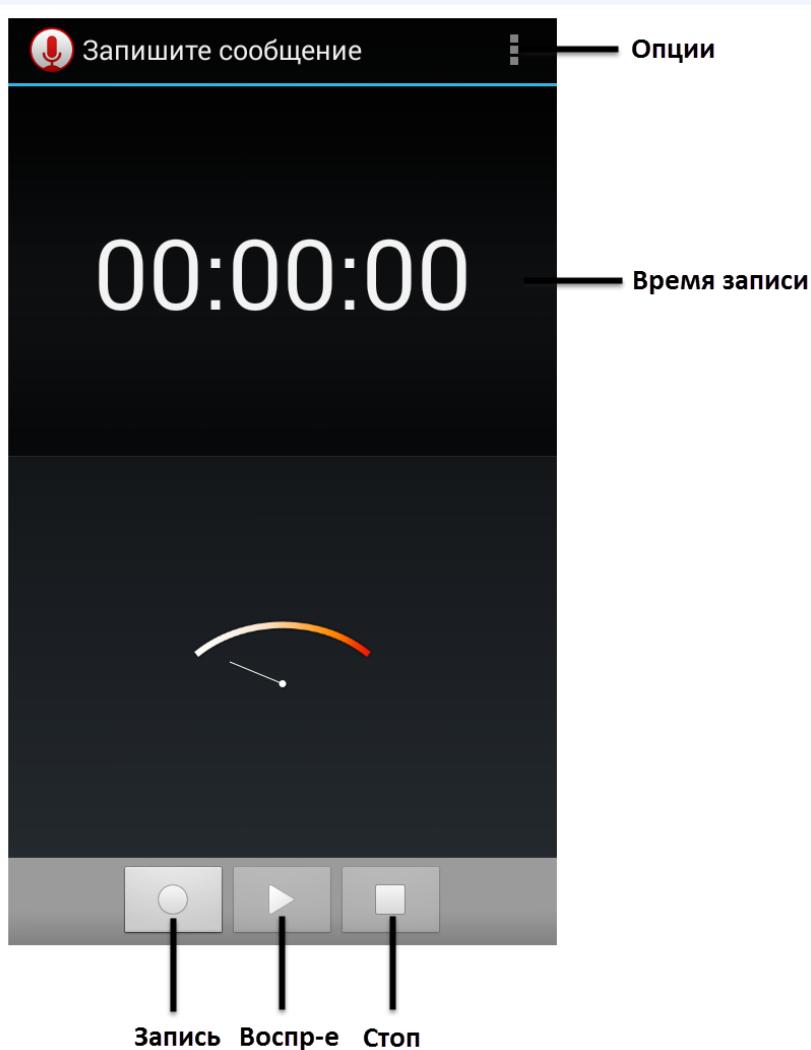 Запишите сообщение
Опции
00:00:00
Время записи
Запись Воспр-е Стоп